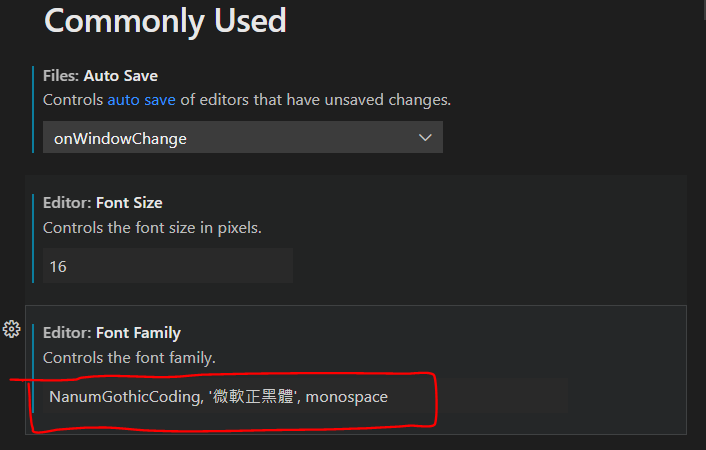 Commonly Used
Files: Auto Save
Controls auto save of editors that have unsaved changes.
onWindowChange
Editor: Font Size
Controls the font size in pixels.
16
Editor: Font Family
Controls the font family.
NanumGothicCoding, '微軟正黑體', monospace